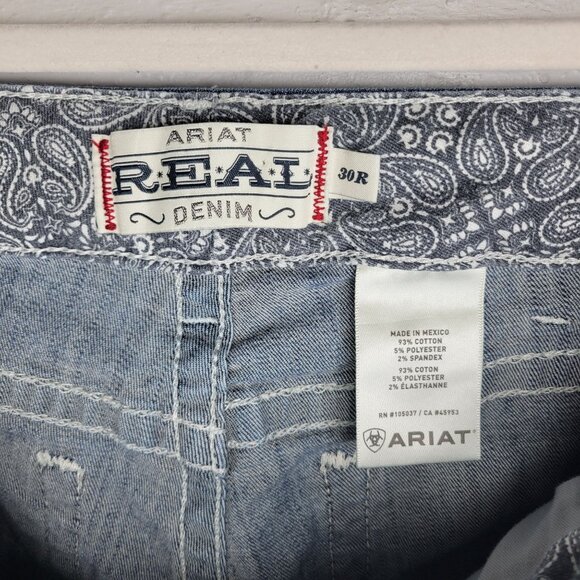 ARIAT
R·E·A·L
DENIM
30R
MADE IN MEXICO
93% COTTON
5% POLYESTER
2% SPANDEX
93% COTON
5% POLYESTER
2% ÉLASTHANNE
RN #105037 / CA #45953
ARIAT